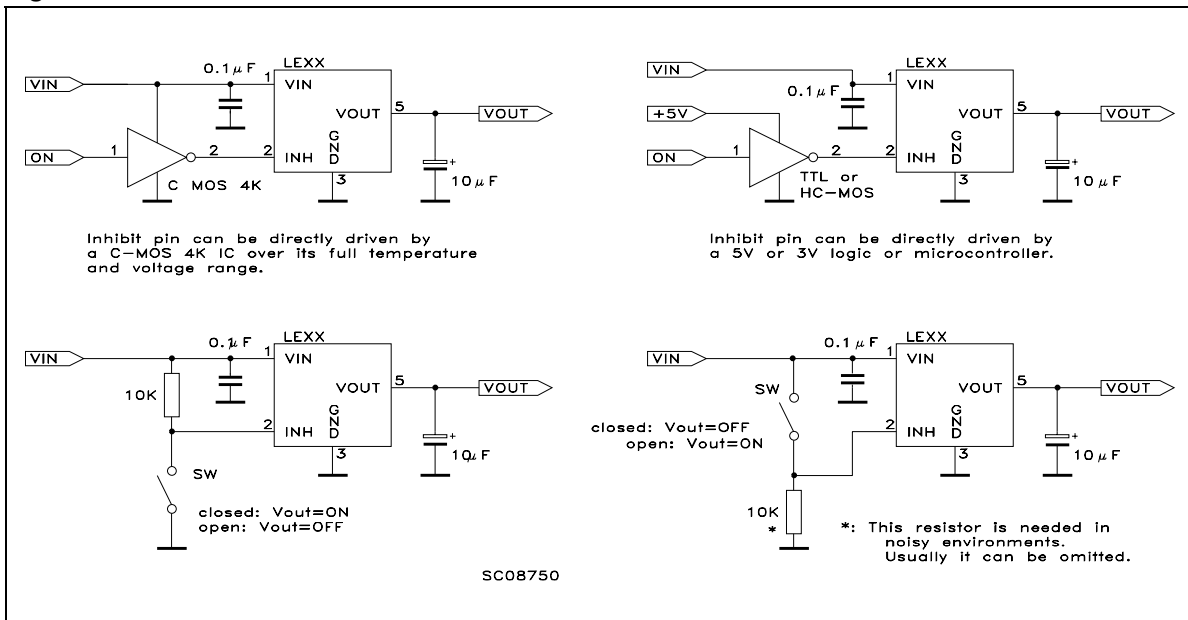 LEXX
0.1μF
VIN
1
VIN
VOUT
5
VOUT
GND
ON
1
2
2
INH
C MOS 4K
3
+
10μF
Inhibit pin can be directly driven by
a C-MOS 4K IC over its full temperature
and voltage range.
LEXX
VIN
0.1μF
1
VIN
VOUT
5
VOUT
+5V
GND
ON
1
2
2
INH
TTL or
HC-MOS
3
+
10μF
Inhibit pin can be directly driven by
a 5V or 3V logic or microcontroller.
LEXX
0.1μF
VIN
1
VIN
10K
VOUT
5
VOUT
GND
2
INH
3
+
10μF
SW
closed: Vout=ON
open: Vout=OFF
SC08750
LEXX
0.1μF
VIN
1
VIN
SW
VOUT
5
VOUT
GND
closed: Vout=OFF
open: Vout=ON
2
INH
3
+
10μF
10K
*
*: This resistor is needed in
noisy environments.
Usually it can be omitted.